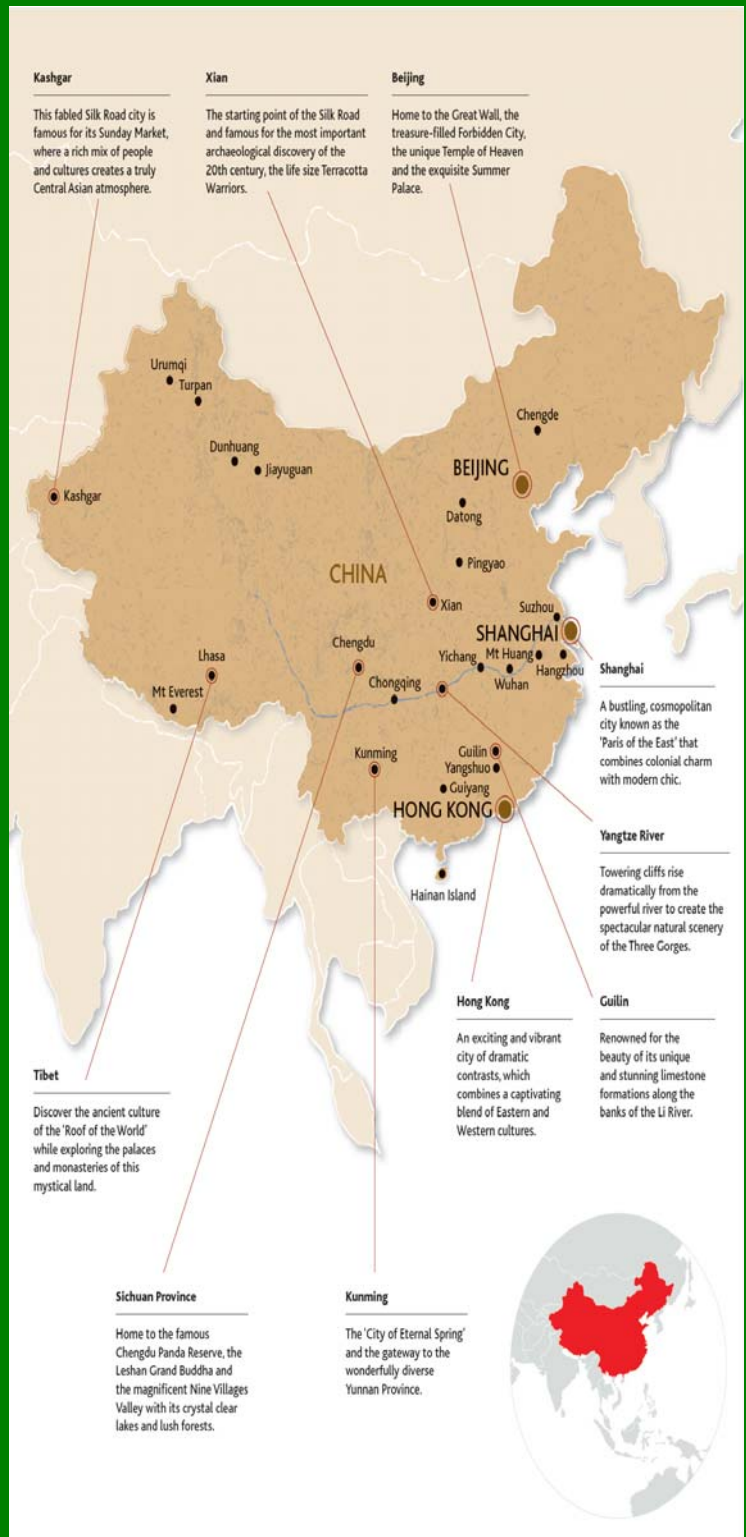 Kashgar
This fabled Silk Road city is
famous for its Sunday Market,
where a rich mix of people
and cultures creates a truly
Central Asian atmosphere.
Xian
The starting point of the Silk Road
and famous for the most important
archaeological discovery of the
20th century, the life size Terracotta
Warriors.
Beijing
Home to the Great Wall, the
treasure-filled Forbidden City,
the unique Temple of Heaven
and the exquisite Summer
Palace.
Urumqi
Turpan
Dunhuang
Jiayuguan
Kashgar
Chengde
BEIJING
Datong
Pingyao
CHINA
Xian
Suzhou
SHANGHAI
Lhasa
Chengdu
Yichang
Mt Huang
Hangzhou
Wuhan
Mt Everest
Chongqing
Kunming
Guilin
Yangshuo
Guiyang
HONG KONG
Hainan Island
Shanghai
A bustling, cosmopolitan
city known as the
'Paris of the East' that
combines colonial charm
with modern chic.
Yangtze River
Towering cliffs rise
dramatically from the
powerful river to create the
spectacular natural scenery
of the Three Gorges.
Hong Kong
An exciting and vibrant
city of dramatic
contrasts, which
combines a captivating
blend of Eastern and
Western cultures.
Guilin
Renowned for the
beauty of its unique
and stunning limestone
formations along the
banks of the Li River.
Tibet
Discover the ancient culture
of the 'Roof of the World'
while exploring the palaces
and monasteries of this
mystical land.
Sichuan Province
Home to the famous
Chengdu Panda Reserve, the
Leshan Grand Buddha and
the magnificent Nine Villages
Valley with its crystal clear
lakes and lush forests.
Kunming
The 'City of Eternal Spring'
and the gateway to the
wonderfully diverse
Yunnan Province.